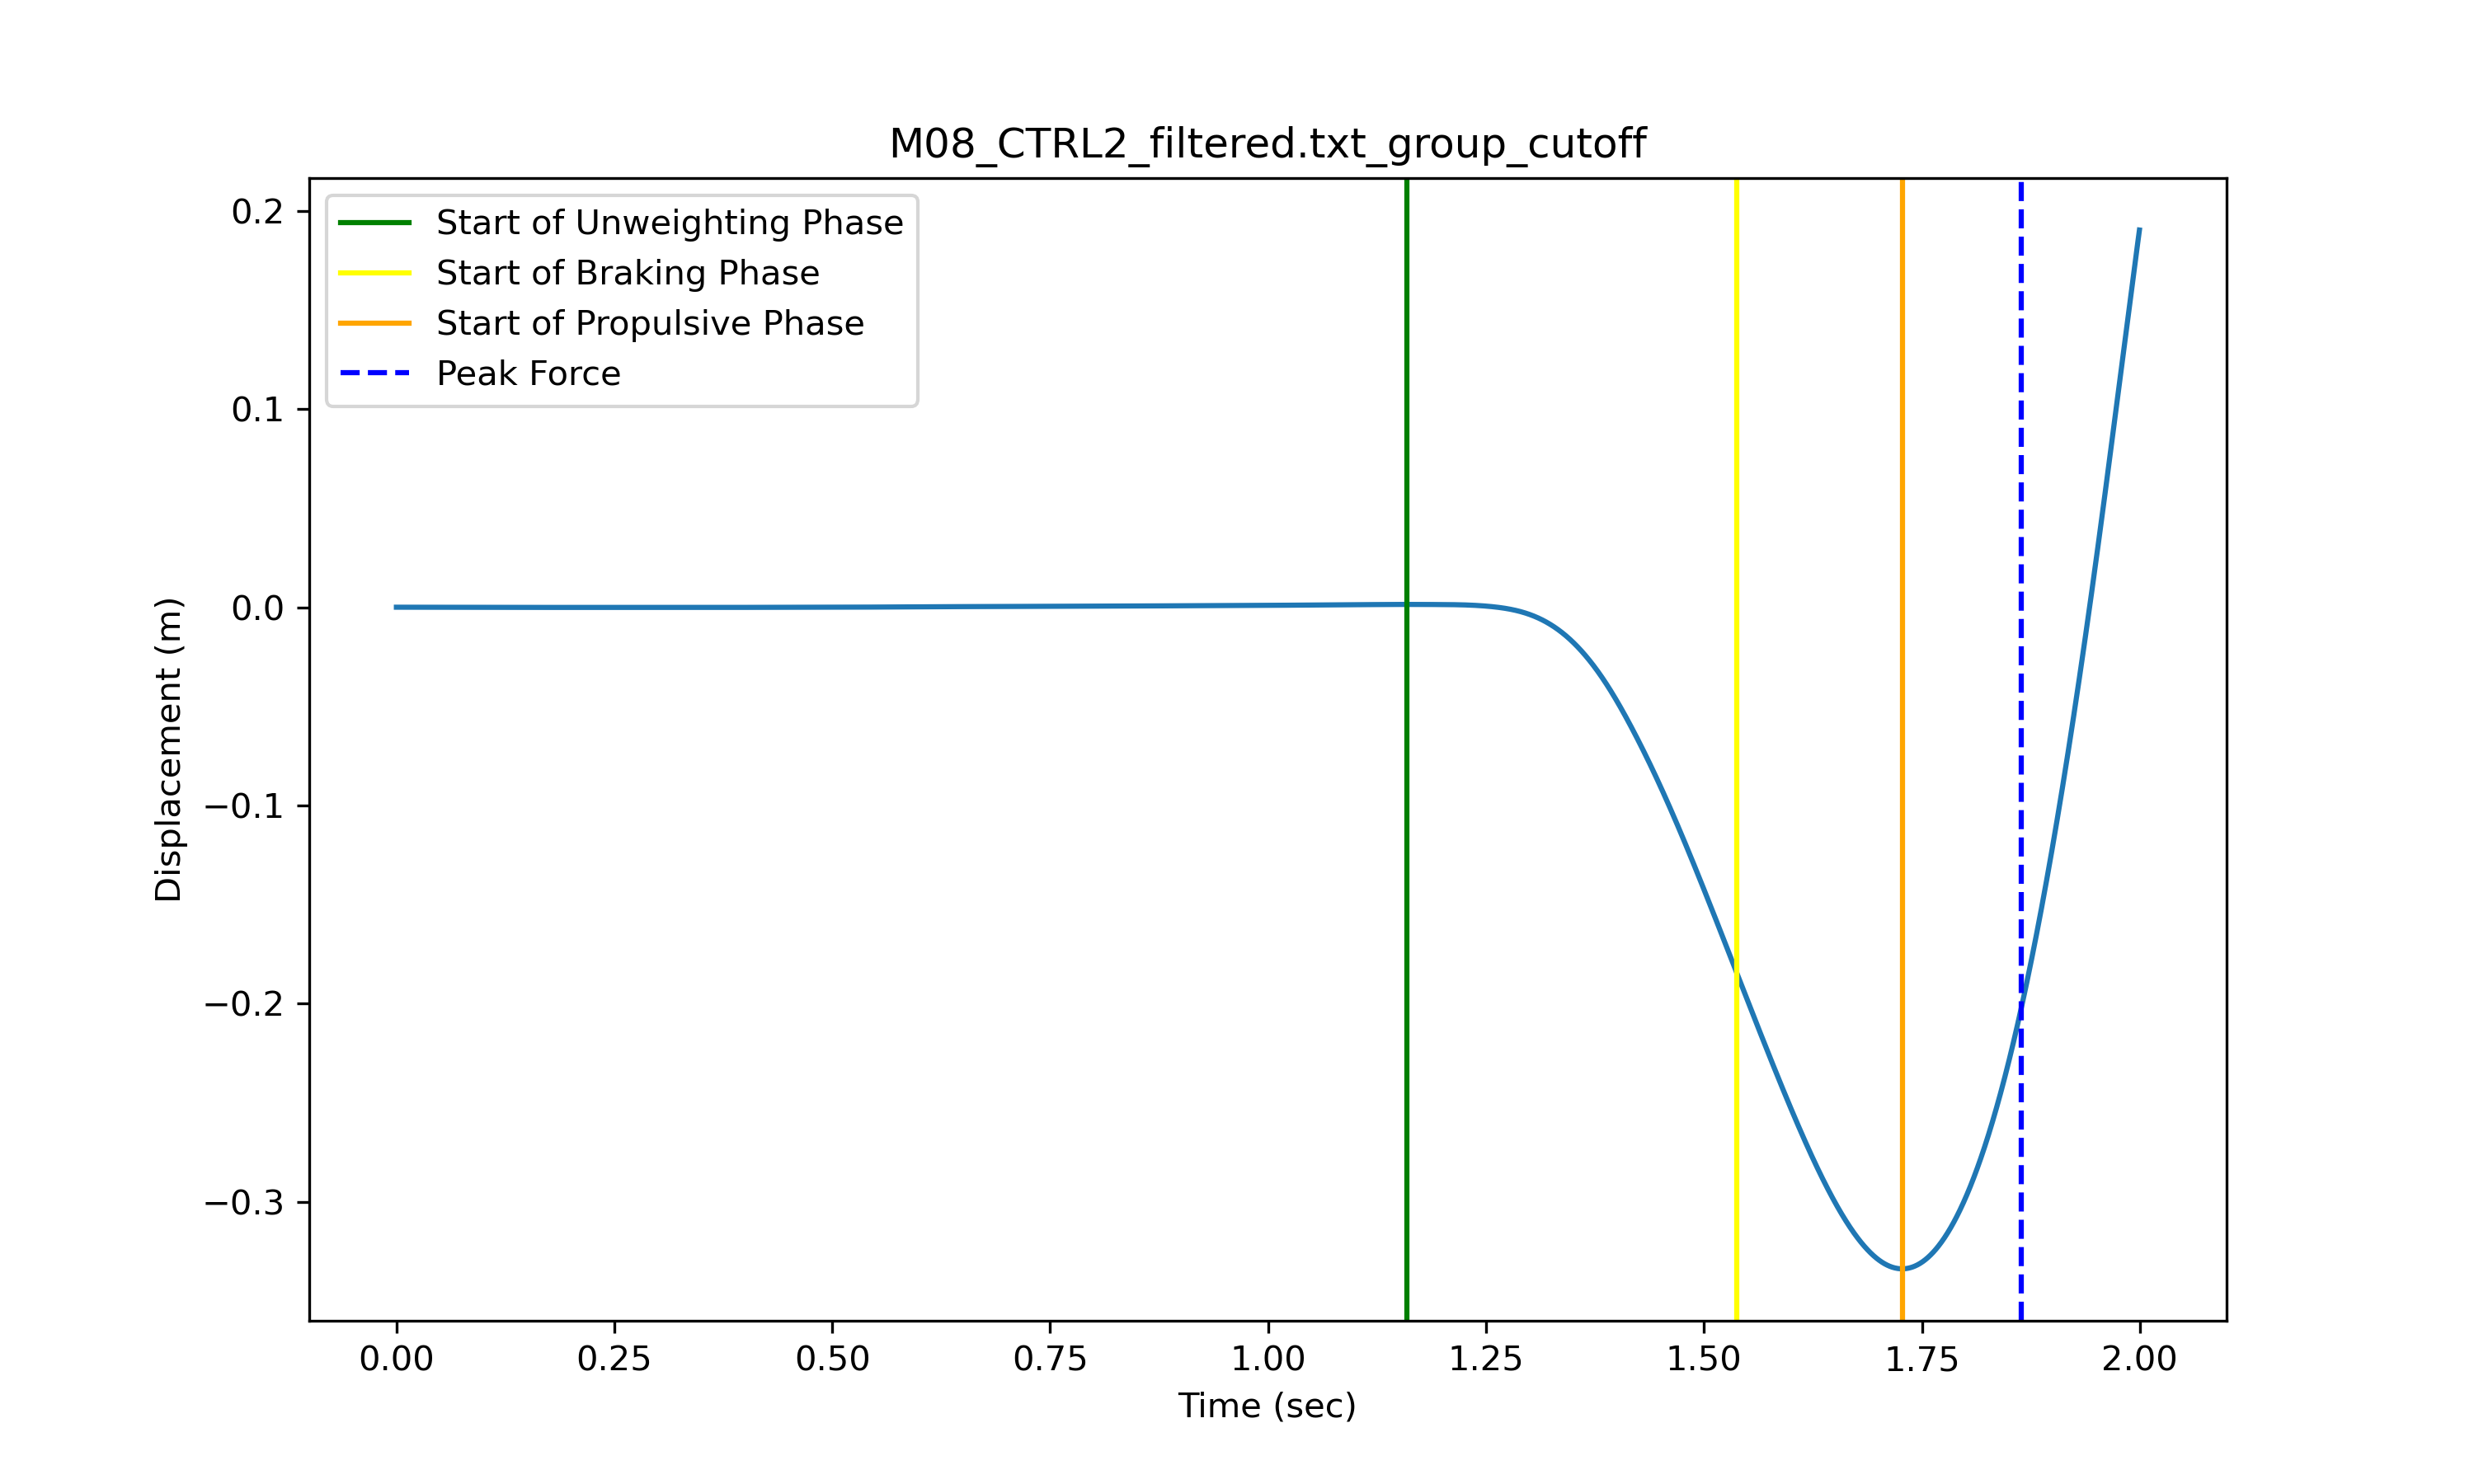 M08_CTRL2_filtered.txt_group_cutoff
Start of Unweighting Phase
Start of Braking Phase
Start of Propulsive Phase
Peak Force
Displacement (m)
0.2
0.1
0.0
−0.1
−0.2
−0.3
0.00 0.25 0.50 0.75 1.00 1.25 1.50 1.75 2.00
Time (sec)